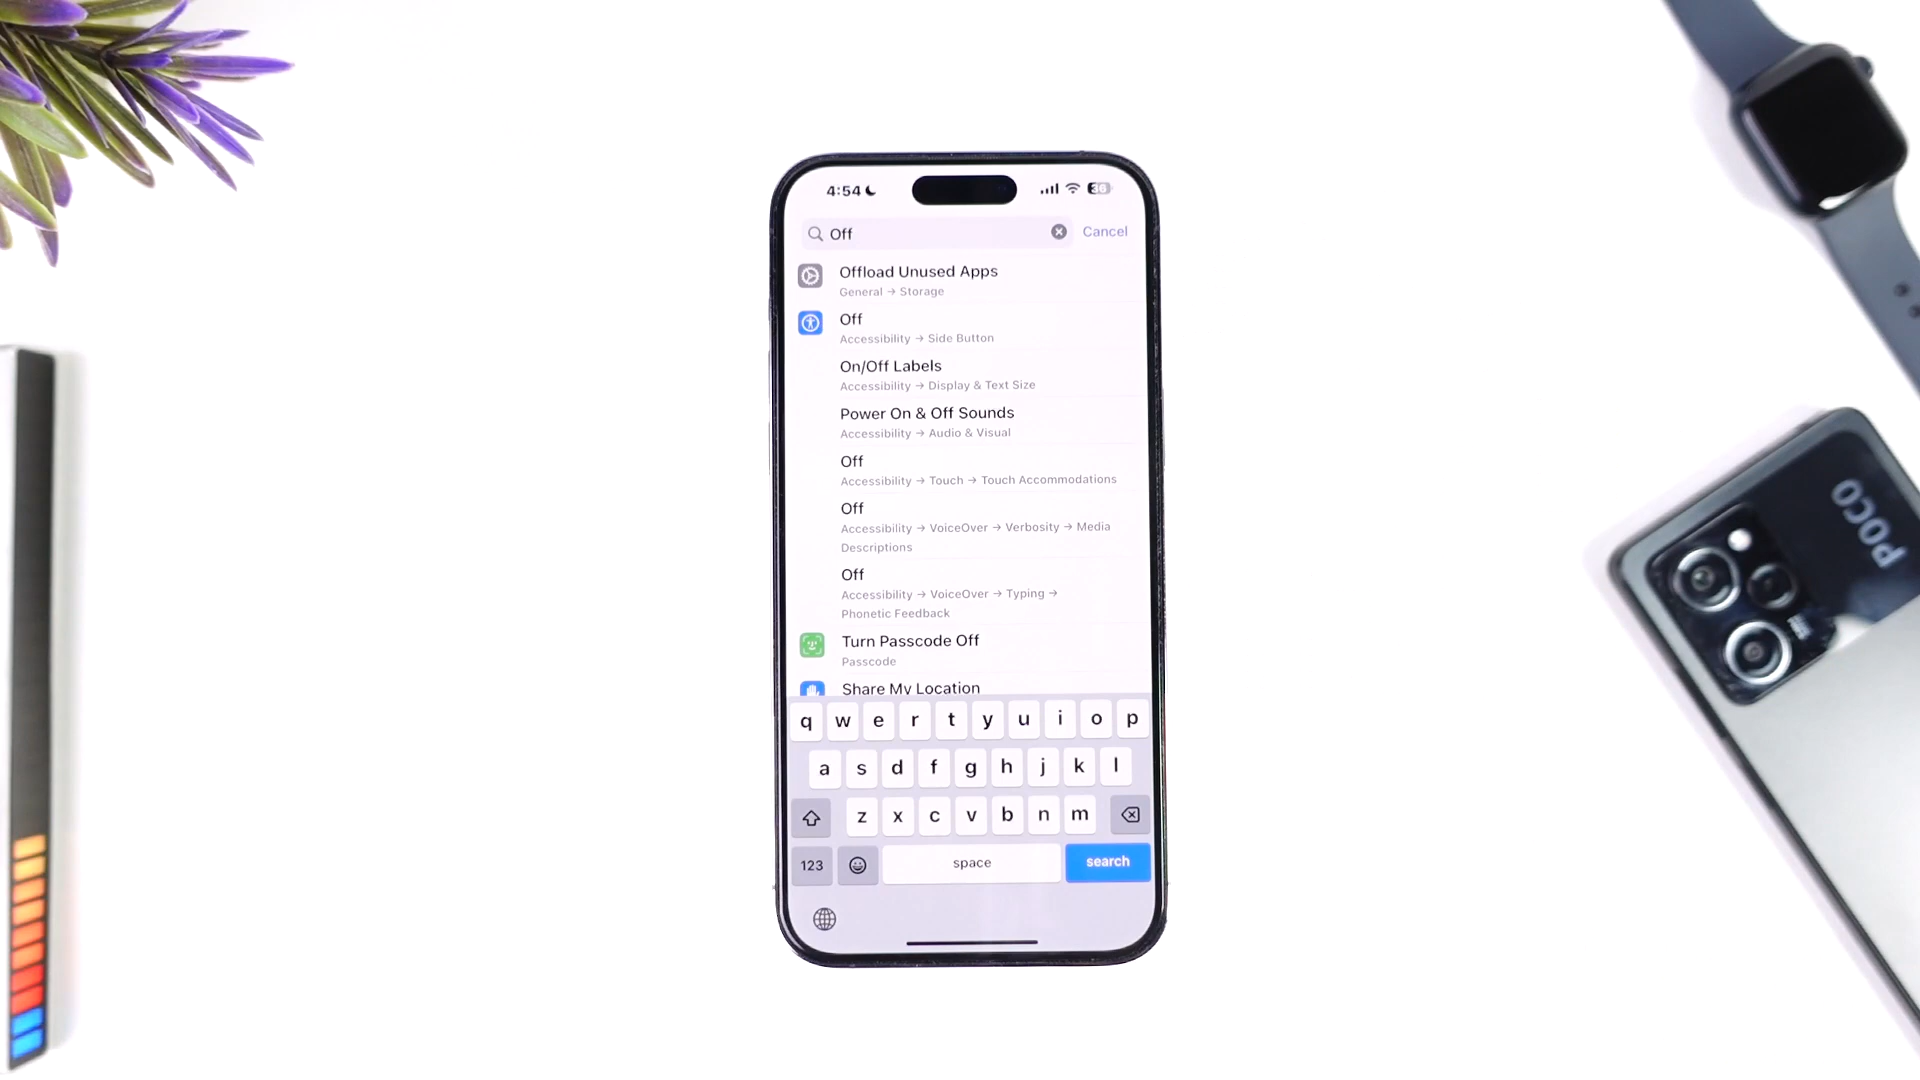 4:54
36
Off
Cancel
Offload Unused Apps
General → Storage
Off
Accessibility → Side Button
On/Off Labels
Accessibility → Display & Text Size
Power On & Off Sounds
Accessibility → Audio & Visual
Off
Accessibility → Touch → Touch Accommodations
Off
Accessibility → VoiceOver → Verbosity → Media
Descriptions
Off
Accessibility → VoiceOver → Typing →
Phonetic Feedback
Turn Passcode Off
Passcode
Share My Location
q w e r t y u i o p
a s d f g h j k l
z x c v b n m
123
space
search
POCO